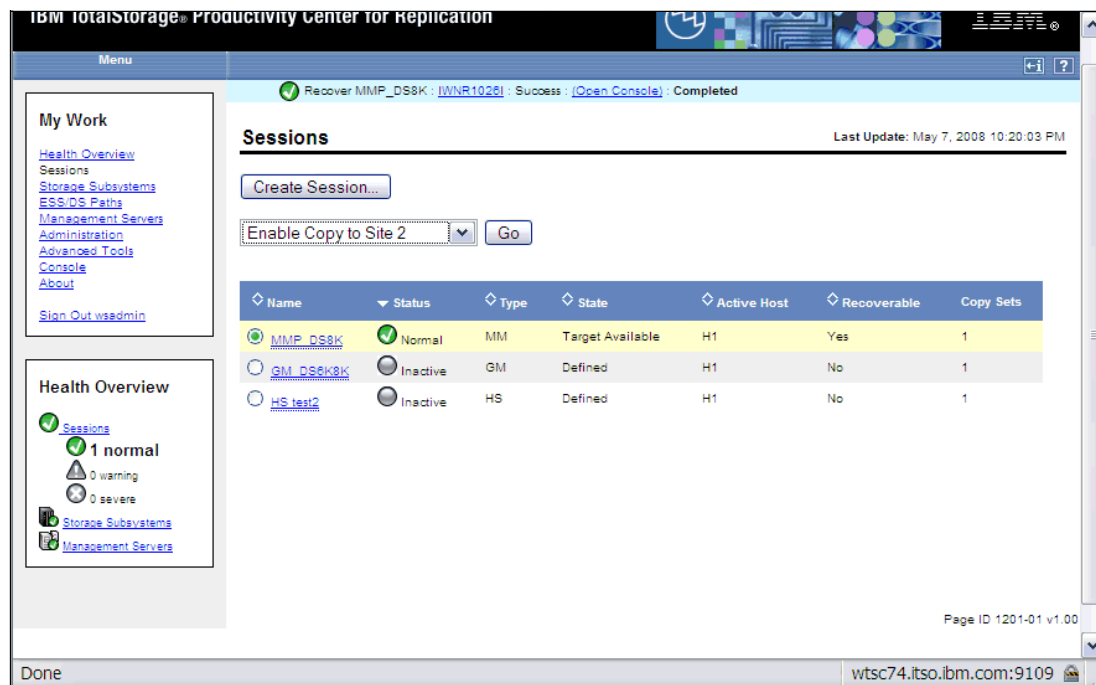 IBM TotalStorage® Productivity Center for Replication
IBM®
Menu
Recover MMP_DS8K : IWNR1026I : Success : (Open Console) : Completed
My Work
Health Overview
Sessions
Storage Subsystems
ESS/DS Paths
Management Servers
Administration
Advanced Tools
Console
About
Sign Out wsadmin
Health Overview
Sessions
1 normal
0 warning
0 severe
Storage Subsystems
Management Servers
Sessions
Last Update: May 7, 2008 10:20:03 PM
Create Session...
Enable Copy to Site 2 Go
Name Status Type State Active Host Recoverable Copy Sets
MMP_DS8K Normal MM Target Available H1 Yes 1
GM_DS6K8K Inactive GM Defined H1 No 1
HS test2 Inactive HS Defined H1 No 1
Page ID 1201-01 v1.00
Done wtsc74.itso.ibm.com:9109